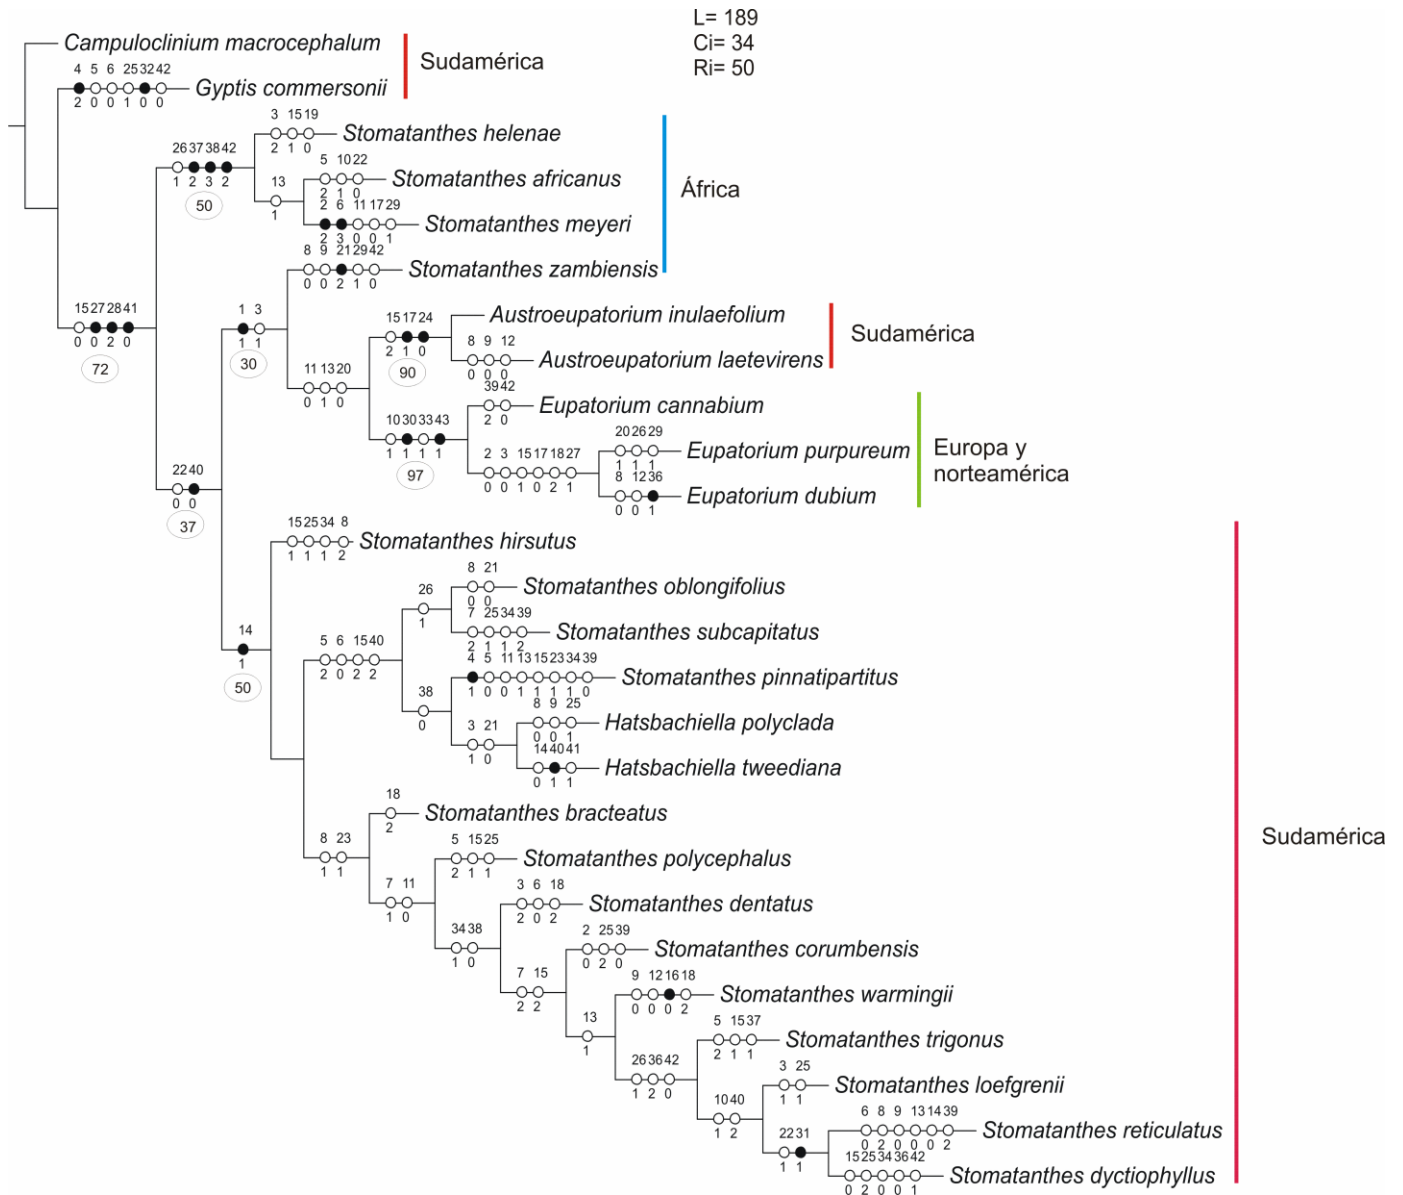 L= 189
Ci= 34
Ri= 50
Campuloclinium macrocephalum
4 5 6 25 32 42
Gyptis commersonii
2 0 0 1 0 0
Sudamérica
3 15 19
Stomatanthes helenae
2 1 0
26 37 38 42
1 2 3 2
50
13
1
5 10 22
Stomatanthes africanus
2 1 0
2 6 11 17 29
Stomatanthes meyeri
2 3 0 0 1
8 9 21 29 42
Stomatanthes zambiensis
0 0 2 1 0
África
15 27 28 41
0 0 2 0
72
1 3
1 1
30
11 13 20
0 1 0
15 17 24
2 1 0
90
Austroeupatorium inulaefolium
8 9 12
Austroeupatorium laetevirens
0 0 0
Sudamérica
10 30 33 43
1 1 1 1
97
39 42
Eupatorium cannabium
2 0
2 3 15 17 18 27
0 0 1 0 2 1
20 26 29
Eupatorium purpureum
1 1 1
8 12 36
Eupatorium dubium
0 0 1
Europa y
norteamérica
22 40
0 0
37
14
1
50
15 25 34 8
Stomatanthes hirsutus
1 1 1 2
5 6 15 40
2 0 2 2
26
1
8 21
Stomatanthes oblongifolius
0 0
7 25 34 39
Stomatanthes subcapitatus
2 1 1 2
38
0
4 5 11 13 15 23 34 39
Stomatanthes pinnatipartitus
1 0 0 1 1 1 1 0
3 21
1 0
8 9 25
Hatsbachiella polyclada
0 0 1
14 40 41
Hatsbachiella tweediana
0 1 1
8 23
1 1
18
Stomatanthes bracteatus
2
7 11
1 0
5 15 25
Stomatanthes polycephalus
2 1 1
34 38
1 0
3 6 18
Stomatanthes dentatus
2 0 2
7 15
2 2
2 25 39
Stomatanthes corumbensis
0 2 0
13
1
9 12 16 18
Stomatanthes warmingii
0 0 0 2
26 36 42
1 2 0
5 15 37
Stomatanthes trigonus
2 1 1
10 40
1 2
3 25
Stomatanthes loefgrenii
1 1
22 31
1 1
6 8 9 13 14 39
Stomatanthes reticulatus
0 2 0 0 0 2
15 25 34 36 42
Stomatanthes dyctiophyllus
0 2 0 0 1
Sudamérica